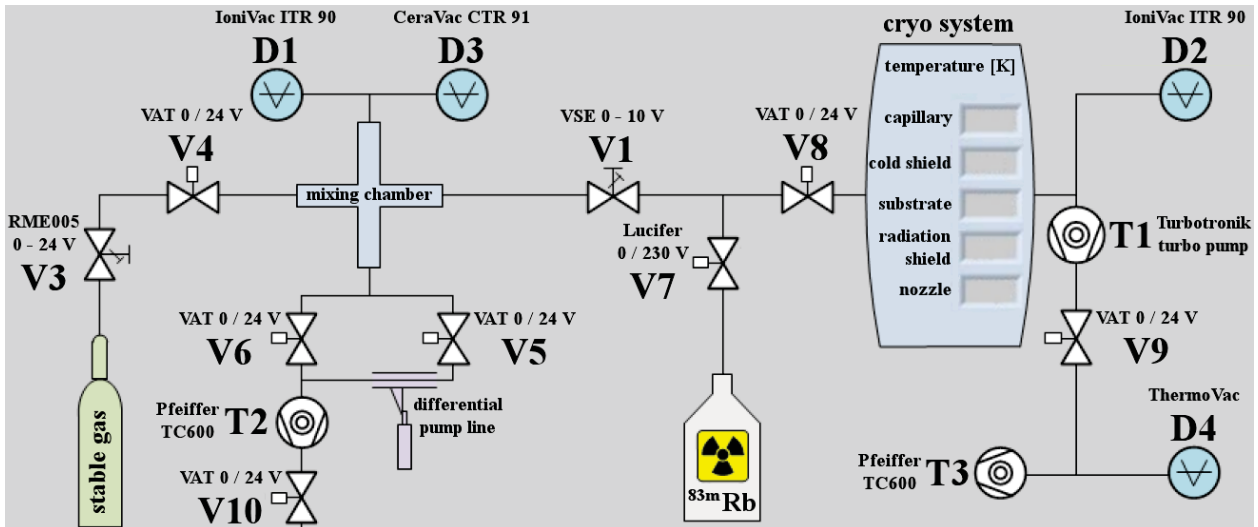 IoniVac ITR 90
D1
CeraVac CTR 91
D3
cryo system
IoniVac ITR 90
D2
temperature [K]
VAT 0 / 24 V
V4
VSE 0 - 10 V
V1
VAT 0 / 24 V
V8
capillary
cold shield
mixing chamber
substrate
RME005
0 - 24 V
V3
Lucifer
0 / 230 V
V7
radiation
shield
T1
Turbotronik
turbo pump
nozzle
VAT 0 / 24 V
V6
VAT 0 / 24 V
V5
VAT 0 / 24 V
V9
stable gas
Pfeiffer
TC600
T2
differential
pump line
ThermoVac
D4
Pfeiffer
TC600
T3
VAT 0 / 24 V
V10
83m Rb